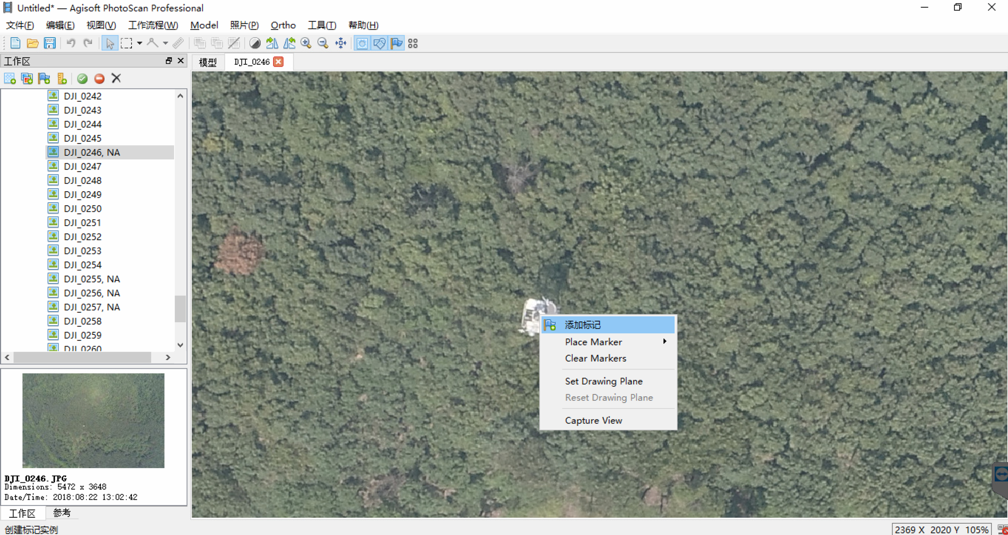 Untitled* — Agisoft PhotoScan Professional
文件(F) 编辑(E) 视图(V) 工作流程(W) Model 照片(P) Ortho 工具(T) 帮助(H)
工作区
模型 DJI_0246
DJI_0242
DJI_0243
DJI_0244
DJI_0245
DJI_0246, NA
DJI_0247
DJI_0248
DJI_0249
DJI_0250
DJI_0251
DJI_0252
DJI_0253
DJI_0254
DJI_0255, NA
DJI_0256, NA
DJI_0257, NA
DJI_0258
DJI_0259
DJI_0260
添加标记
Place Marker
Clear Markers
Set Drawing Plane
Reset Drawing Plane
Capture View
DJI_0246.JPG
Dimensions: 5472 x 3648
Date/Time: 2018:08:22 13:02:42
工作区 参考
创建标记实例
2369 X 2020 Y 105%